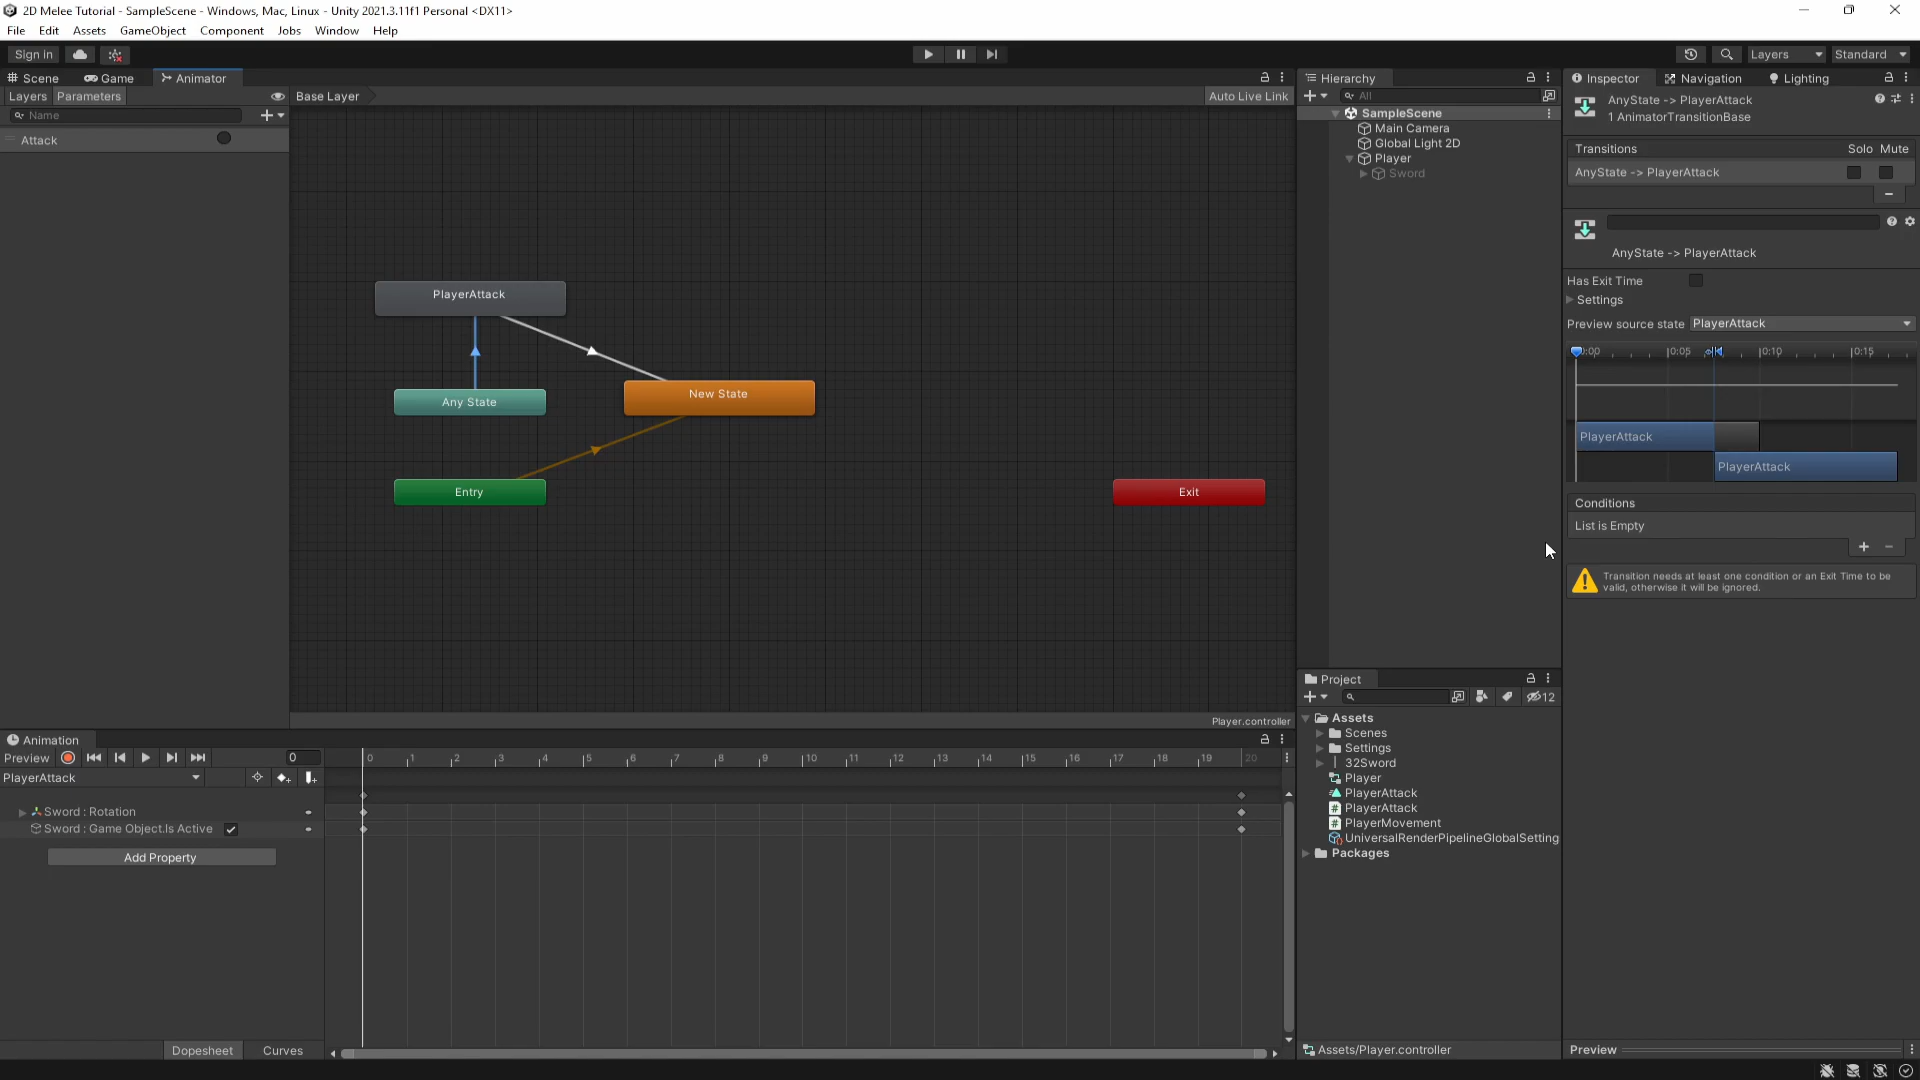 2D Melee Tutorial - SampleScene - Windows, Mac, Linux - Unity 2021.3.11f1 Personal <DX11>
File Edit Assets GameObject Component Jobs Window Help
Sign in
Layers Standard
Scene Game Animator
Layers Parameters
Base Layer
Auto Live Link
Name
Attack
PlayerAttack
Any State
New State
Entry
Exit
Player.controller
Animation
Preview
0
PlayerAttack
0 1 2 3 4 5 6 7 8 9 10 11 12 13 14 15 16 17 18 19 20
Sword : Rotation
Sword : Game Object.Is Active
Add Property
Dopesheet Curves
Hierarchy
All
SampleScene
Main Camera
Global Light 2D
Player
Sword
Project
12
Assets
Scenes
Settings
32Sword
Player
PlayerAttack
PlayerAttack
PlayerMovement
UniversalRenderPipelineGlobalSetting
Packages
Assets/Player.controller
Inspector Navigation Lighting
AnyState -> PlayerAttack
1 AnimatorTransitionBase
Transitions Solo Mute
AnyState -> PlayerAttack
AnyState -> PlayerAttack
Has Exit Time
Settings
Preview source state PlayerAttack
:00 0:05 0:10 0:15
PlayerAttack
PlayerAttack
Conditions
List is Empty
Transition needs at least one condition or an Exit Time to be
valid, otherwise it will be ignored.
Preview